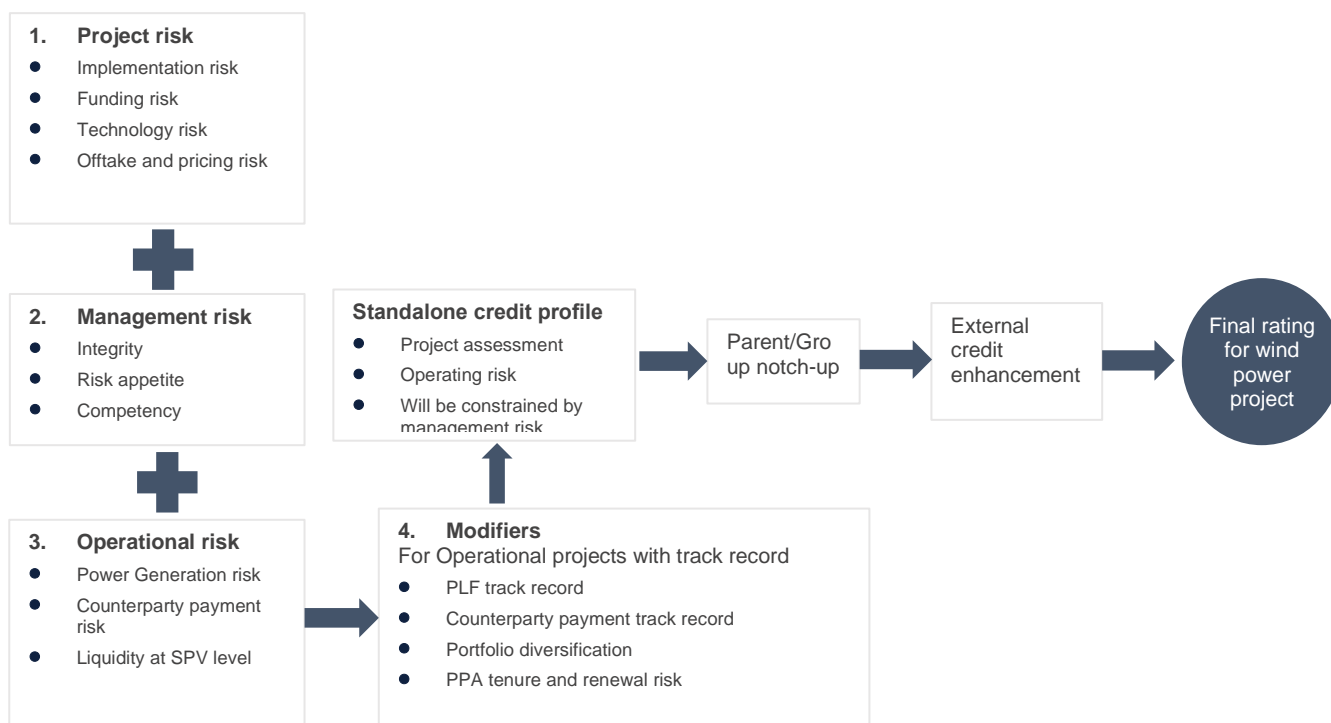 1. Project risk
● Implementation risk
● Funding risk
● Technology risk
● Offtake and pricing risk
2. Management risk
● Integrity
● Risk appetite
● Competency
3. Operational risk
● Power Generation risk
● Counterparty payment
risk
● Liquidity at SPV level
4. Modifiers
For Operational projects with track record
● PLF track record
● Counterparty payment track record
● Portfolio diversification
● PPA tenure and renewal risk
Standalone credit profile
● Project assessment
● Operating risk
● Will be constrained by
management risk
Parent/Gro
up notch-up
External
credit
enhancement
Final rating
for wind
power
project